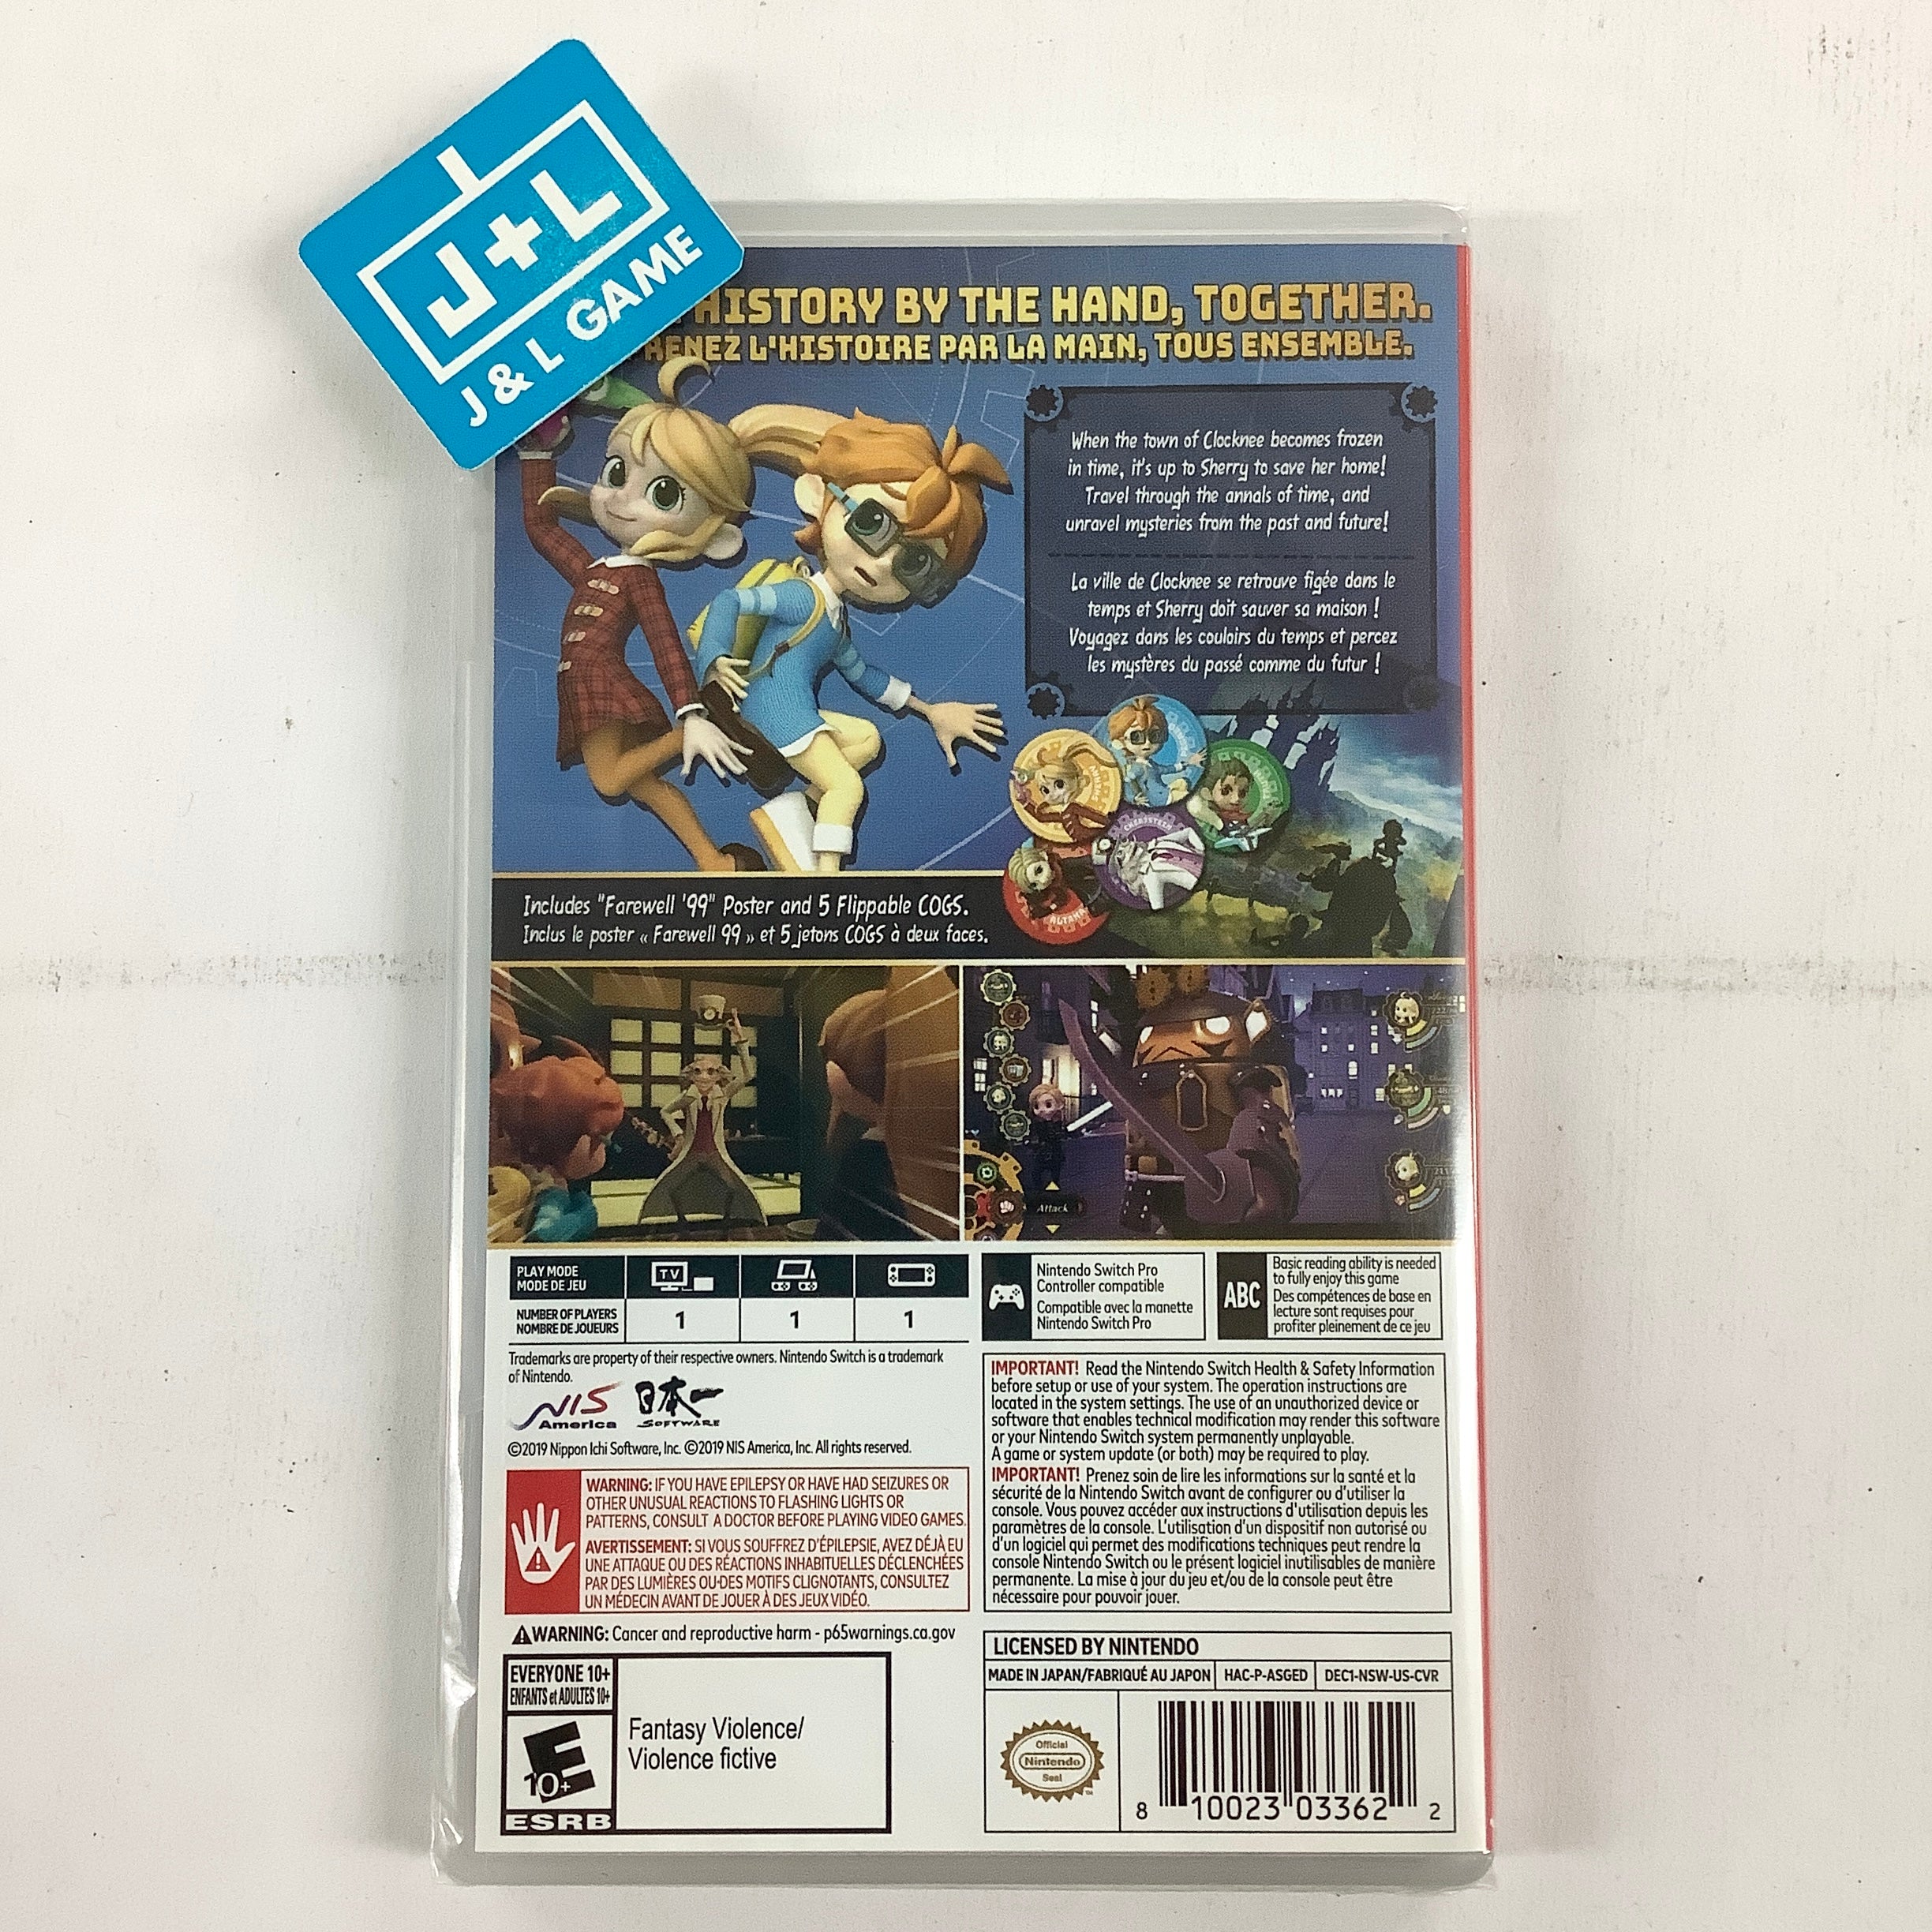 J+L
J & L GAME
HISTORY BY THE HAND, TOGETHER.
RENEZ L'HISTOIRE PAR LA MAIN, TOUS ENSEMBLE.
When the town of Clocknee becomes frozen
in time, it's up to Sherry to save her home!
Travel through the annals of time, and
unravel mysteries from the past and future!
La ville de Clocknee se retrouve figée dans le
temps et Sherry doit sauver sa maison !
Voyagez dans les couloirs du temps et percez
les mystères du passé comme du futur !
Includes "Farewell '99" Poster and 5 Flippable COGS.
Inclus le poster « Farewell 99 » et 5 jetons COGS à deux faces.
Attack
PLAY MODE
MODE DE JEU
TV
NUMBER OF PLAYERS
NOMBRE DE JOUEURS
1
1
1
Nintendo Switch Pro
Controller compatible
Compatible avec la manette
Nintendo Switch Pro
ABC
Basic reading ability is needed
to fully enjoy this game
Des compétences de base en
lecture sont requises pour
profiter pleinement de ce jeu
Trademarks are property of their respective owners. Nintendo Switch is a trademark
of Nintendo.
NIS
America
日本一
SOFTWARE
©2019 Nippon Ichi Software, Inc. ©2019 NIS America, Inc. All rights reserved.
WARNING: IF YOU HAVE EPILEPSY OR HAVE HAD SEIZURES OR
OTHER UNUSUAL REACTIONS TO FLASHING LIGHTS OR
PATTERNS, CONSULT A DOCTOR BEFORE PLAYING VIDEO GAMES.
AVERTISSEMENT: SI VOUS SOUFFREZ D'ÉPILEPSIE, AVEZ DÉJÀ EU
UNE ATTAQUE OU DES RÉACTIONS INHABITUELLES DÉCLENCHÉES
PAR DES LUMIÈRES OU DES MOTIFS CLIGNOTANTS, CONSULTEZ
UN MÉDECIN AVANT DE JOUER À DES JEUX VIDÉO.
WARNING: Cancer and reproductive harm - p65warnings.ca.gov
EVERYONE 10+
ENFANTS et ADULTES 10+
E
10+
ESRB
Fantasy Violence/
Violence fictive
IMPORTANT! Read the Nintendo Switch Health & Safety Information
before setup or use of your system. The operation instructions are
located in the system settings. The use of an unauthorized device or
software that enables technical modification may render this software
or your Nintendo Switch system permanently unplayable.
A game or system update (or both) may be required to play.
IMPORTANT! Prenez soin de lire les informations sur la santé et la
sécurité de la Nintendo Switch avant de configurer ou d'utiliser la
console. Vous pouvez accéder aux instructions d'utilisation depuis les
paramètres de la console. L'utilisation d'un dispositif non autorisé ou
d'un logiciel qui permet des modifications techniques peut rendre la
console Nintendo Switch ou le présent logiciel inutilisables de manière
permanente. La mise à jour du jeu et/ou de la console peut être
nécessaire pour pouvoir jouer.
LICENSED BY NINTENDO
MADE IN JAPAN/FABRIQUÉ AU JAPON
HAC-P-ASGED
DEC1-NSW-US-CVR
Official
Nintendo
Seal
8 10023 03362 2